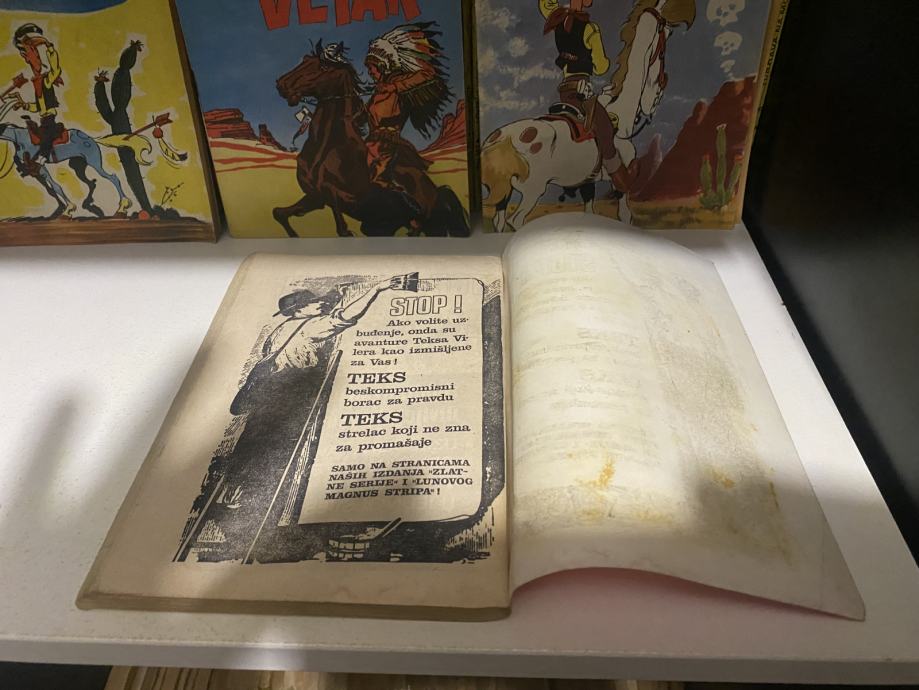 VETAR
STOP!
Ako volite uz-
buđenje, onda su
avanture Teksa Vi-
lera kao izmišljene
za Vas!
TEKS
beskompromisni
borac za pravdu
TEKS
strelac koji ne zna
za promašaje
SAMO NA STRANICAMA
NAŠIH IZDANJA »ZLAT-
NE SERIJE« I »LUNOVOG
MAGNUS STRIPA«!